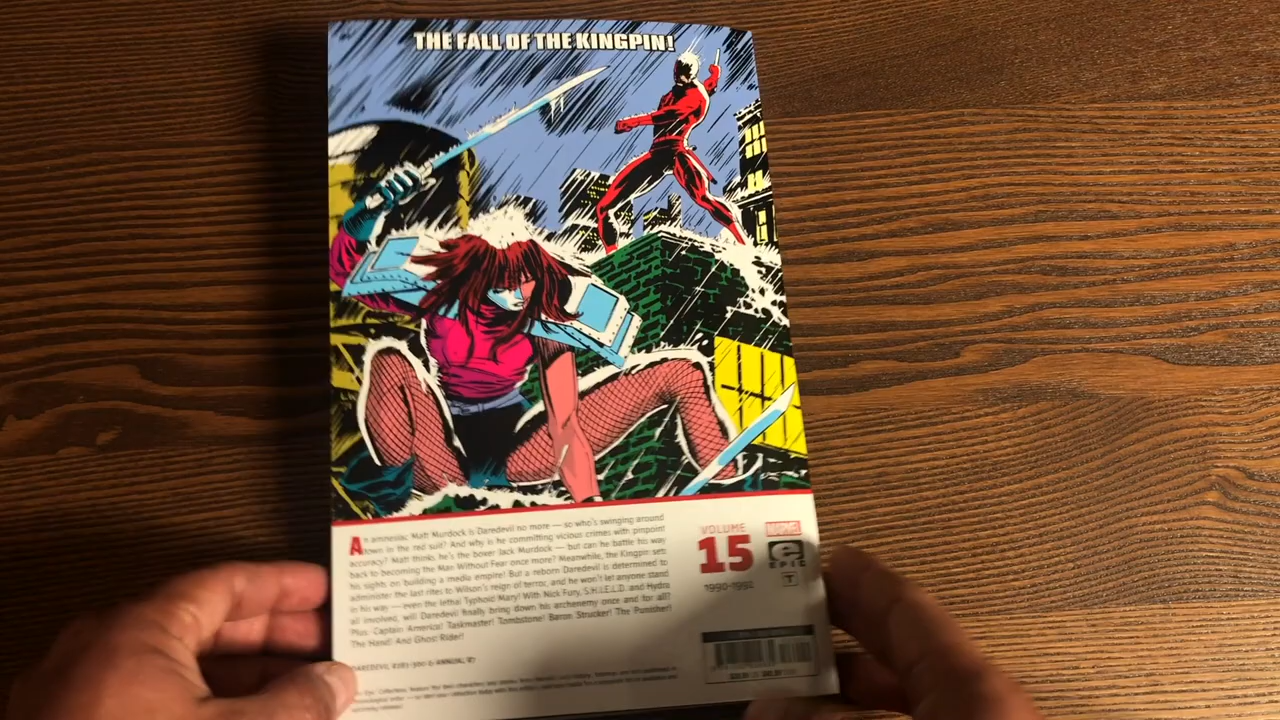 THE FALL OF THE KINGPIN!
An amnesiac Matt Murdock is Daredevil no more — so who's swinging around
town in the red suit? And why is he committing vicious crimes with pinpoint
accuracy? Matt thinks he's the boxer Jack Murdock — but can he battle his way
back to becoming the Man Without Fear once more? Meanwhile, the Kingpin sets
his sights on building a media empire! But a reborn Daredevil is determined to
administer the last rites to Wilson's reign of terror, and he won't let anyone stand
in his way — even the lethal Typhoid Mary! With Nick Fury, S.H.I.E.L.D. and Hydra
all involved, will Daredevil finally bring down his archenemy once and for all?
Plus: Captain America! Taskmaster! Tombstone! Baron Strucker! The Punisher!
The Hand! And Ghost Rider!
VOLUME
15
1990-1992
MARVEL
e
EPIC
T
DAREDEVIL #283-300 & ANNUAL #7